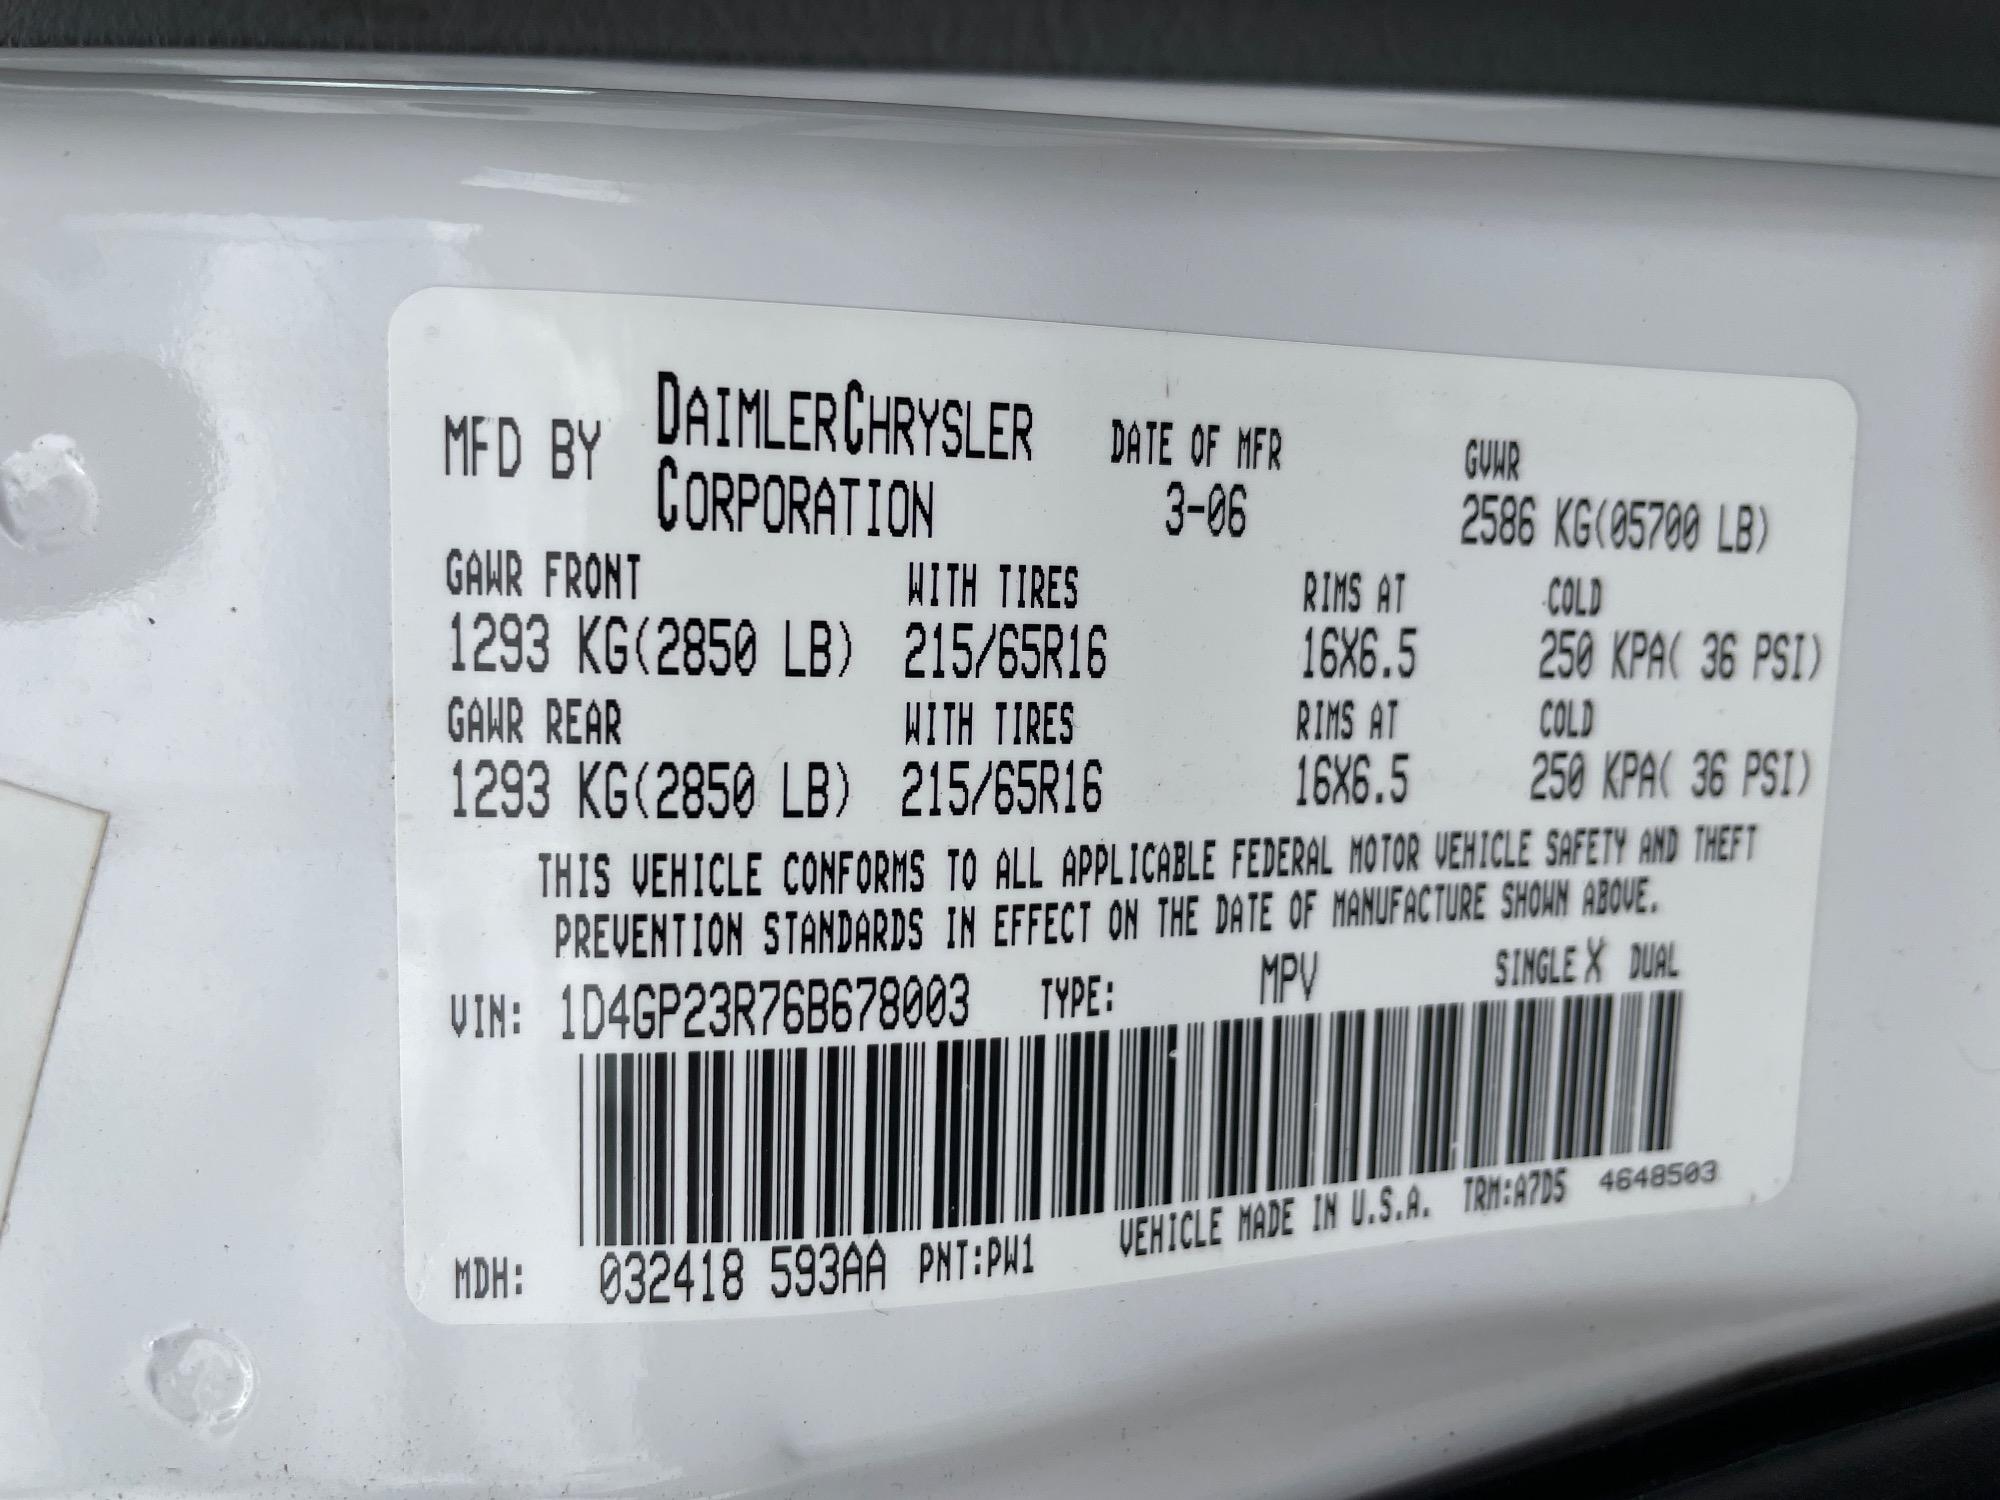 MFD BY DAIMLERCHRYSLER CORPORATION DATE OF MFR 3-06 GVWR 2586 KG(05700 LB)
GAWR FRONT WITH TIRES RIMS AT COLD
1293 KG(2850 LB) 215/65R16 16X6.5 250 KPA( 36 PSI)
GAWR REAR WITH TIRES RIMS AT COLD
1293 KG(2850 LB) 215/65R16 16X6.5 250 KPA( 36 PSI)
THIS VEHICLE CONFORMS TO ALL APPLICABLE FEDERAL MOTOR VEHICLE SAFETY AND THEFT
PREVENTION STANDARDS IN EFFECT ON THE DATE OF MANUFACTURE SHOWN ABOVE.
VIN: 1D4GP23R76B678003 TYPE: MPV SINGLE X DUAL
MDH: 032418 593AA PNT:PW1 VEHICLE MADE IN U.S.A. TRM:A7D5 4648503